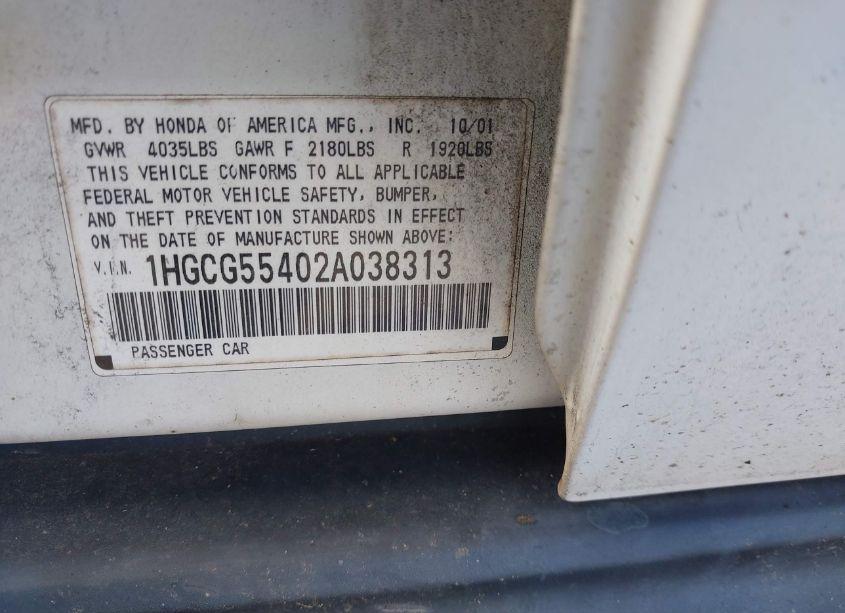 MFD. BY HONDA OF AMERICA MFG., INC. 10/01
GVWR 4035LBS GAWR F 2180LBS R 1920LBS
THIS VEHICLE CONFORMS TO ALL APPLICABLE
FEDERAL MOTOR VEHICLE SAFETY, BUMPER,
AND THEFT PREVENTION STANDARDS IN EFFECT
ON THE DATE OF MANUFACTURE SHOWN ABOVE:
V.I.N. 1HGCG55402A038313
PASSENGER CAR